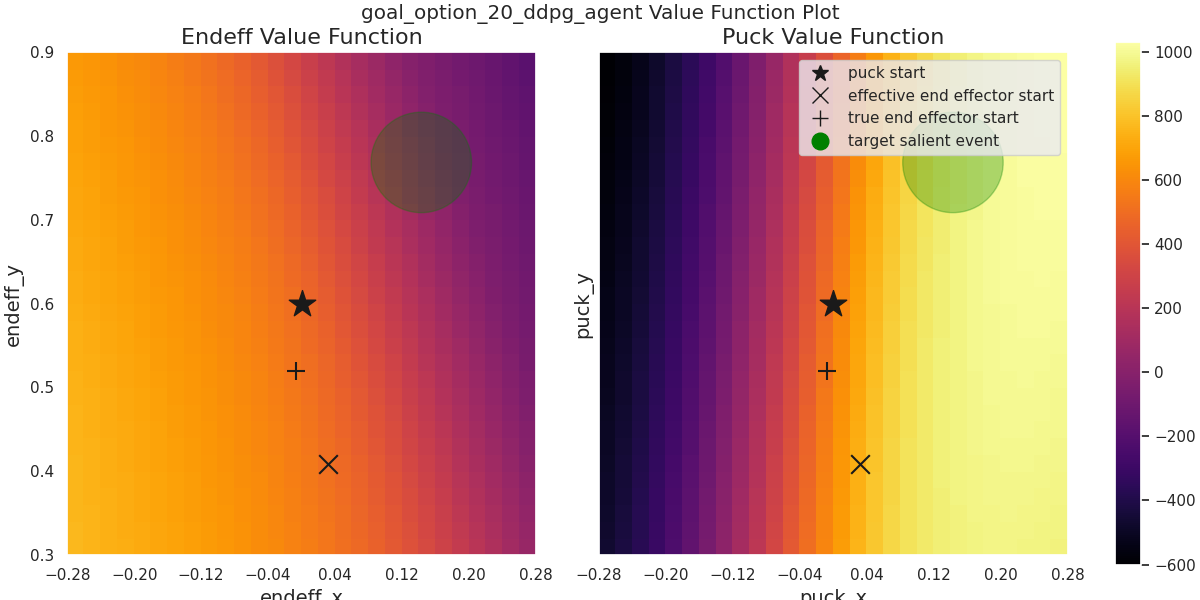 goal_option_20_ddpg_agent Value Function Plot
Endeff Value Function
Puck Value Function
puck start
effective end effector start
true end effector start
target salient event
0.9
0.8
0.7
0.6
0.5
0.4
0.3
endeff_y
−0.28 −0.20 −0.12 −0.04 0.04 0.12 0.20 0.28
endeff_x
puck_y
−0.28 −0.20 −0.12 −0.04 0.04 0.12 0.20 0.28
puck_x
1000
800
600
400
200
0
−200
−400
−600